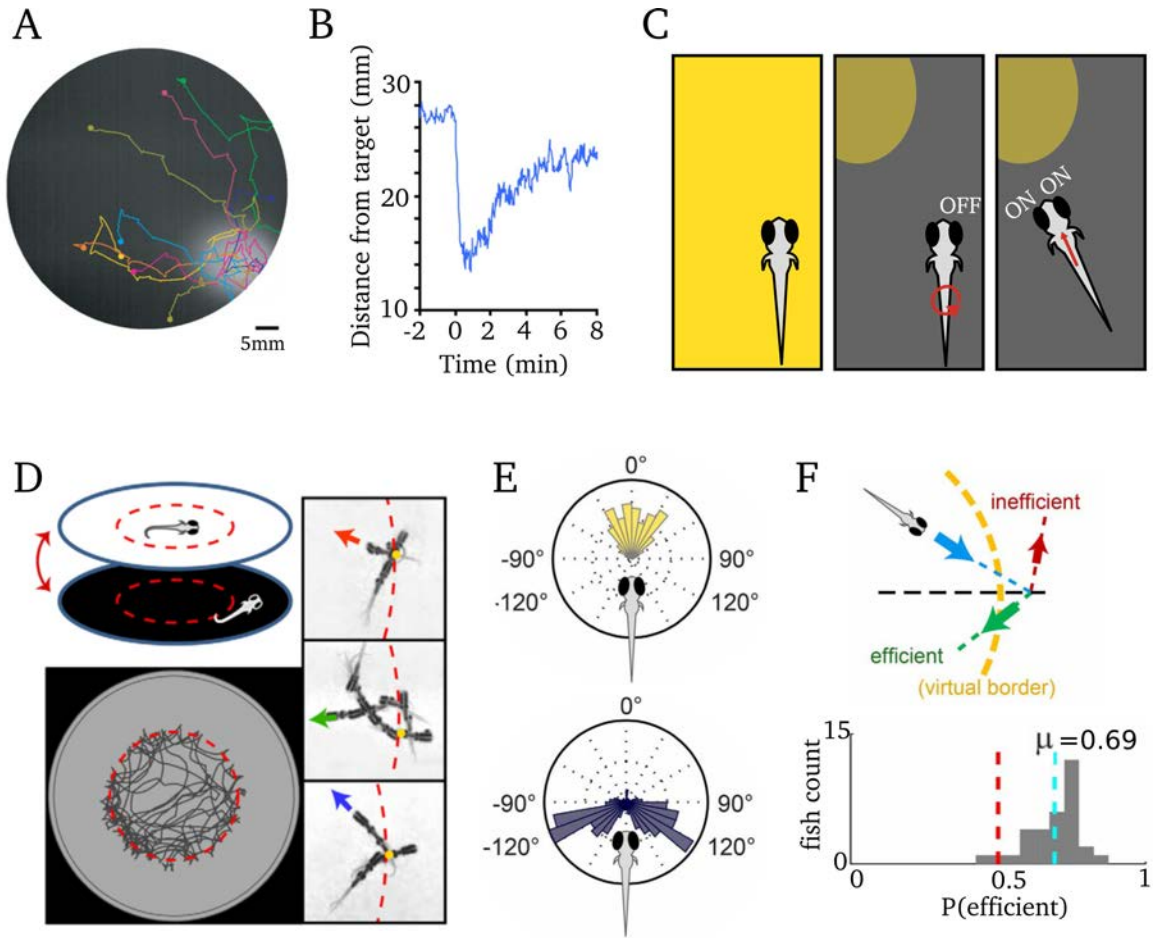 A
5mm
B
Distance from target (mm)
30
20
10
-2
0
2
4
6
8
Time (min)
C
OFF
ON ON
D
E
0°
-90°
90°
-120°
120°
0°
-90°
90°
-120°
120°
F
inefficient
efficient
(virtual border)
15
μ =0.69
fish count
0
0
0.5
1
P(efficient)